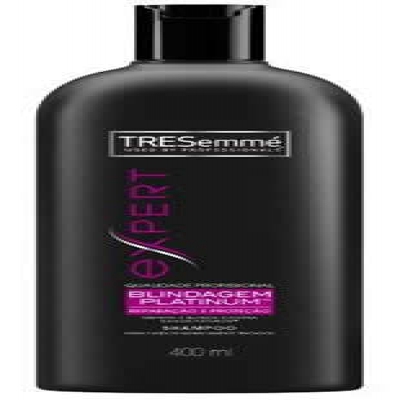 TRESemmé
USED BY PROFESSIONALS
eXPERT
QUALIDADE PROFISSIONAL
BLINDAGEM
PLATINUM
REPARAÇÃO E PROTEÇÃO
SHAMPOO
400 ml